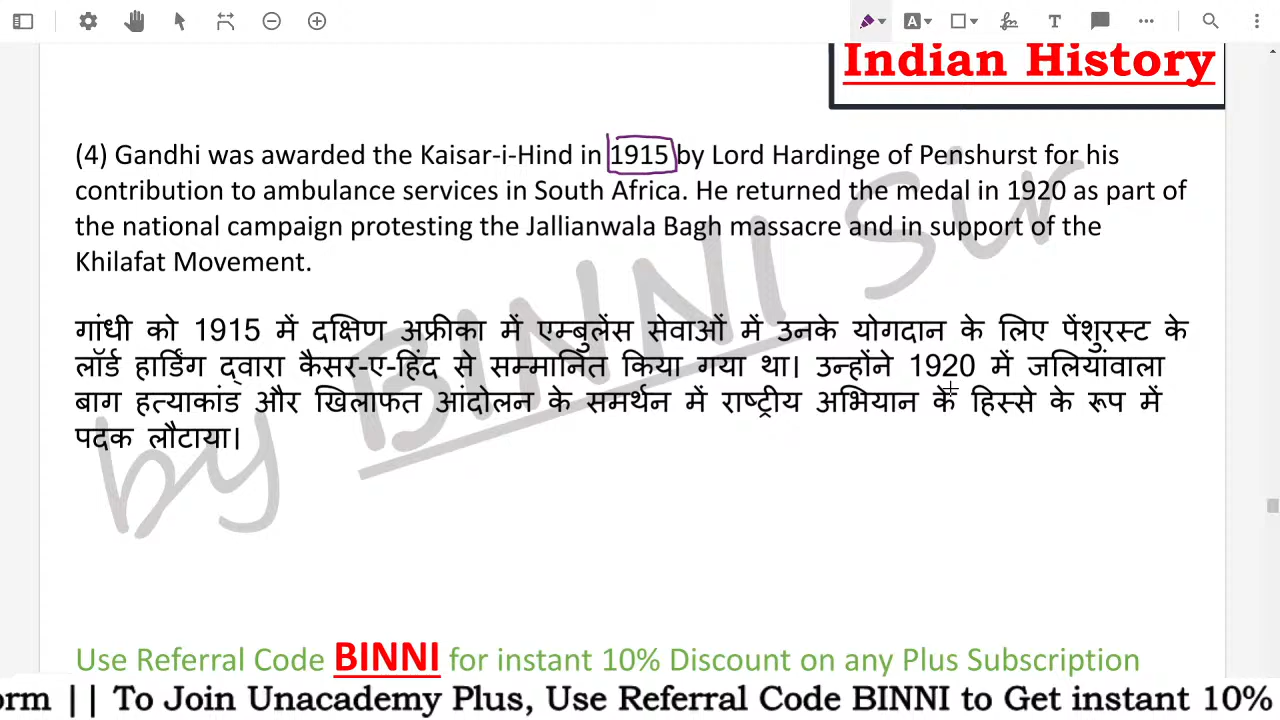 Indian History
(4) Gandhi was awarded the Kaisar-i-Hind in 1915 by Lord Hardinge of Penshurst for his
contribution to ambulance services in South Africa. He returned the medal in 1920 as part of
the national campaign protesting the Jallianwala Bagh massacre and in support of the
Khilafat Movement.
गांधी को 1915 में दक्षिण अफ्रीका में एम्बुलेंस सेवाओं में उनके योगदान के लिए पेंशुरस्ट के
लॉर्ड हार्डिंग द्वारा कैसर-ए-हिंद से सम्मानित किया गया था। उन्होंने 1920 में जलियांवाला
बाग हत्याकांड और खिलाफत आंदोलन के समर्थन में राष्ट्रीय अभियान के हिस्से के रूप में
पदक लौटाया।
by BINNI Sir
Use Referral Code BINNI for instant 10% Discount on any Plus Subscription
orm || To Join Unacademy Plus, Use Referral Code BINNI to Get instant 10%